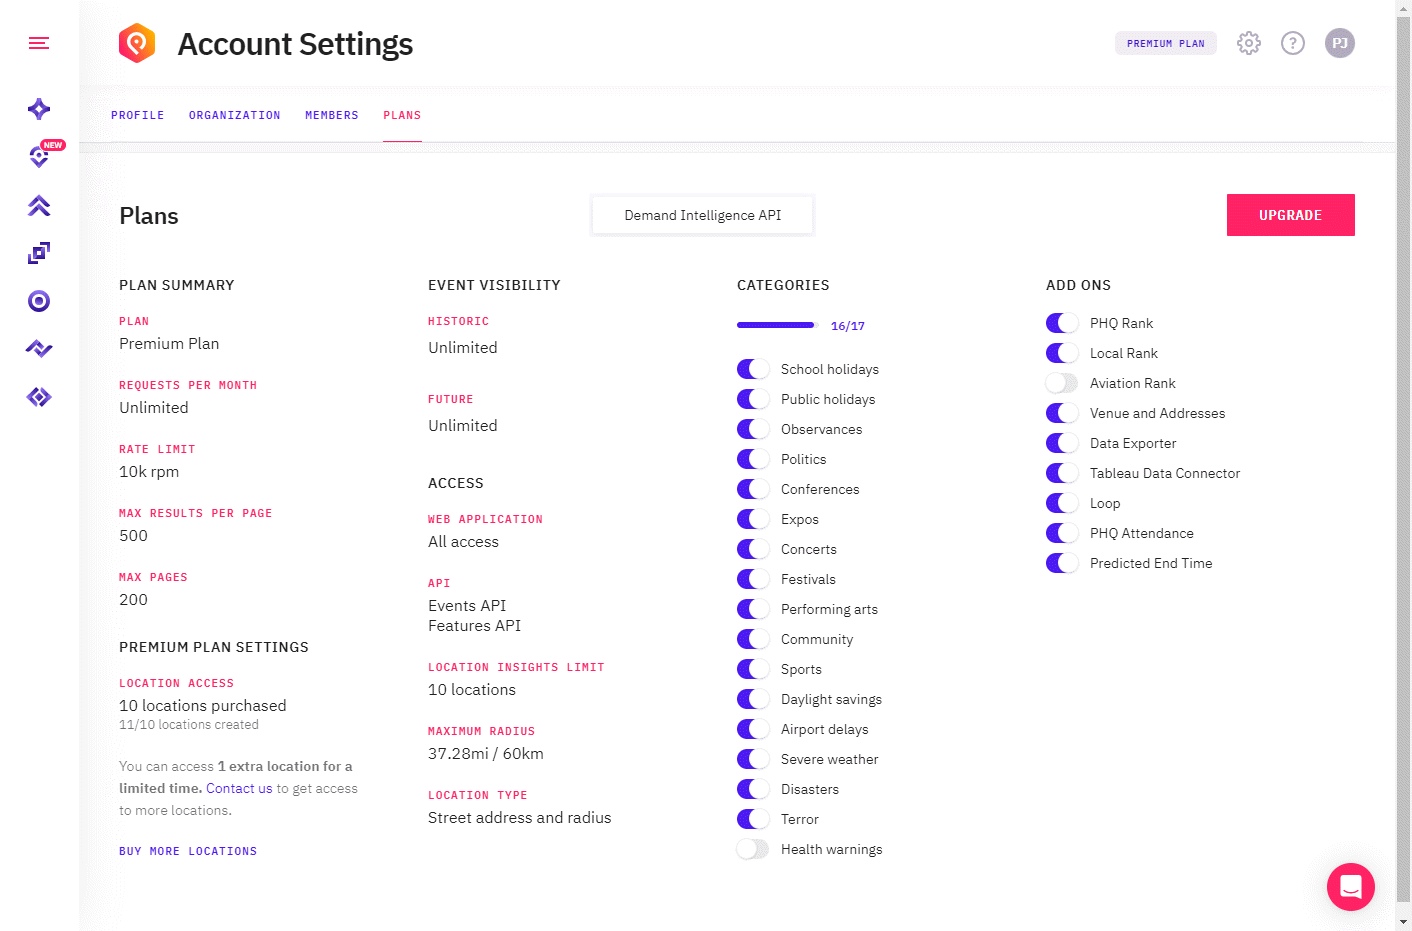 Account Settings
PREMIUM PLAN
?
PJ
NEW
PROFILE
ORGANIZATION
MEMBERS
PLANS
Plans
Demand Intelligence API
UPGRADE
PLAN SUMMARY
PLAN
Premium Plan
REQUESTS PER MONTH
Unlimited
RATE LIMIT
10k rpm
MAX RESULTS PER PAGE
500
MAX PAGES
200
PREMIUM PLAN SETTINGS
LOCATION ACCESS
10 locations purchased
11/10 locations created
You can access 1 extra location for a
limited time. Contact us to get access
to more locations.
BUY MORE LOCATIONS
EVENT VISIBILITY
HISTORIC
Unlimited
FUTURE
Unlimited
ACCESS
WEB APPLICATION
All access
API
Events API
Features API
LOCATION INSIGHTS LIMIT
10 locations
MAXIMUM RADIUS
37.28mi / 60km
LOCATION TYPE
Street address and radius
CATEGORIES
16/17
School holidays
Public holidays
Observances
Politics
Conferences
Expos
Concerts
Festivals
Performing arts
Community
Sports
Daylight savings
Airport delays
Severe weather
Disasters
Terror
Health warnings
ADD ONS
PHQ Rank
Local Rank
Aviation Rank
Venue and Addresses
Data Exporter
Tableau Data Connector
Loop
PHQ Attendance
Predicted End Time